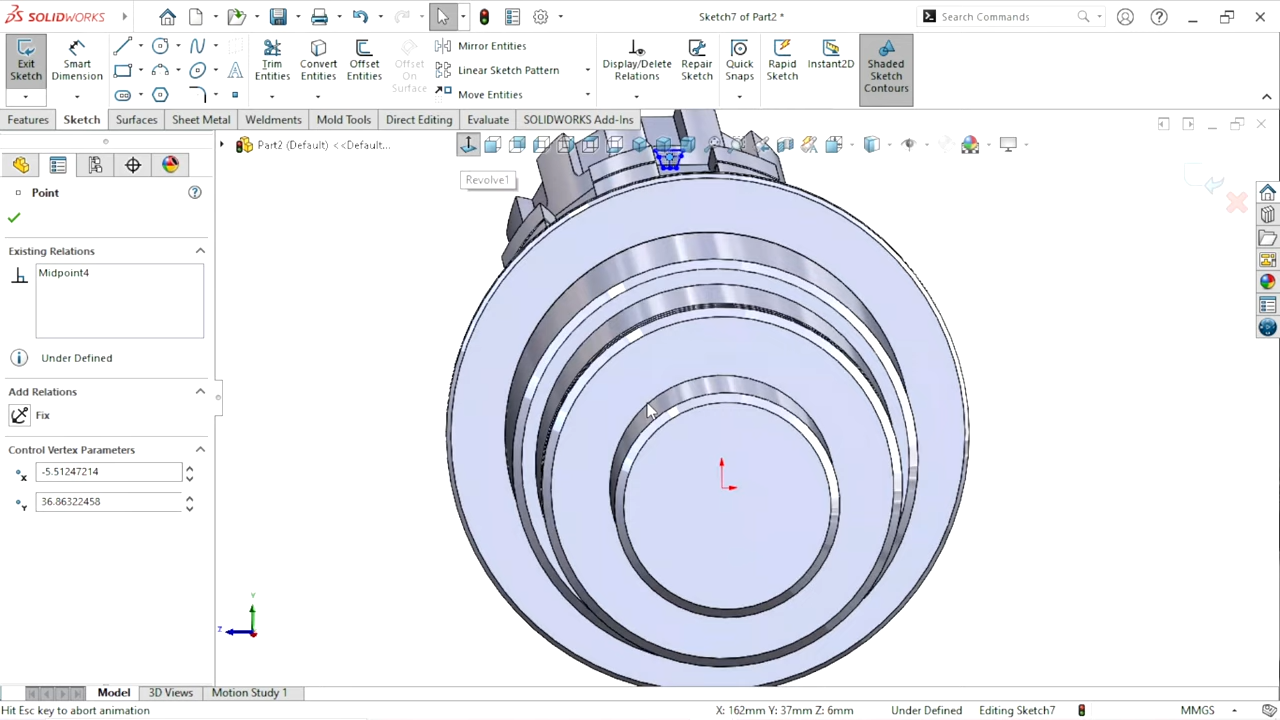 SOLIDWORKS
Sketch7 of Part2 *
Search Commands
Exit Sketch
Smart Dimension
Trim Entities
Convert Entities
Offset Entities
Offset On Surface
Mirror Entities
Linear Sketch Pattern
Move Entities
Display/Delete Relations
Repair Sketch
Quick Snaps
Rapid Sketch
Instant2D
Shaded Sketch Contours
Features
Sketch
Surfaces
Sheet Metal
Weldments
Mold Tools
Direct Editing
Evaluate
SOLIDWORKS Add-Ins
Part2 (Default) <<Default...
Revolve1
Point
Existing Relations
Midpoint4
Under Defined
Add Relations
Fix
Control Vertex Parameters
x
-5.51247214
Y
36.86322458
Y
Z
Model
3D Views
Motion Study 1
Hit Esc key to abort animation
X: 162mm Y: 37mm Z: 6mm
Under Defined
Editing Sketch7
MMGS